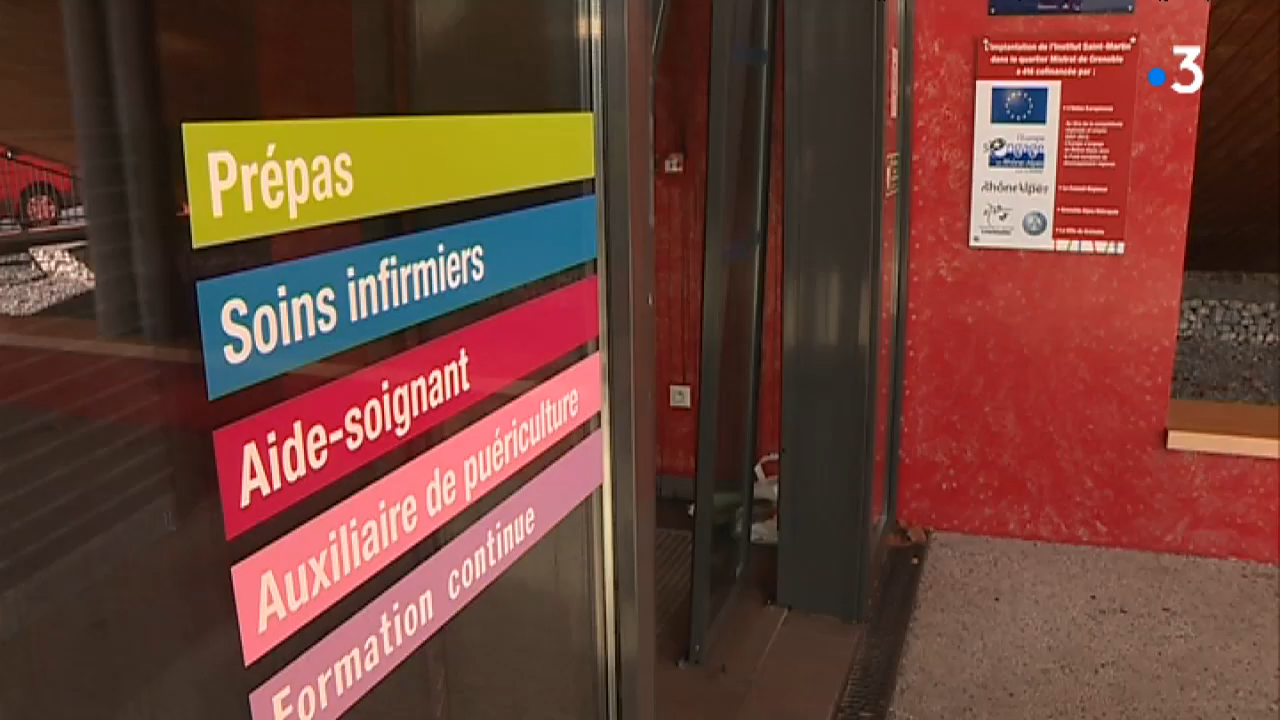 Prépas
Soins infirmiers
Aide-soignant
Auxiliaire de puériculture
Formation continue
L'implantation de l'Institut Saint-Martin
dans le quartier Mistral de Grenoble
a été cofinancée par :
RhôneAlpes
3